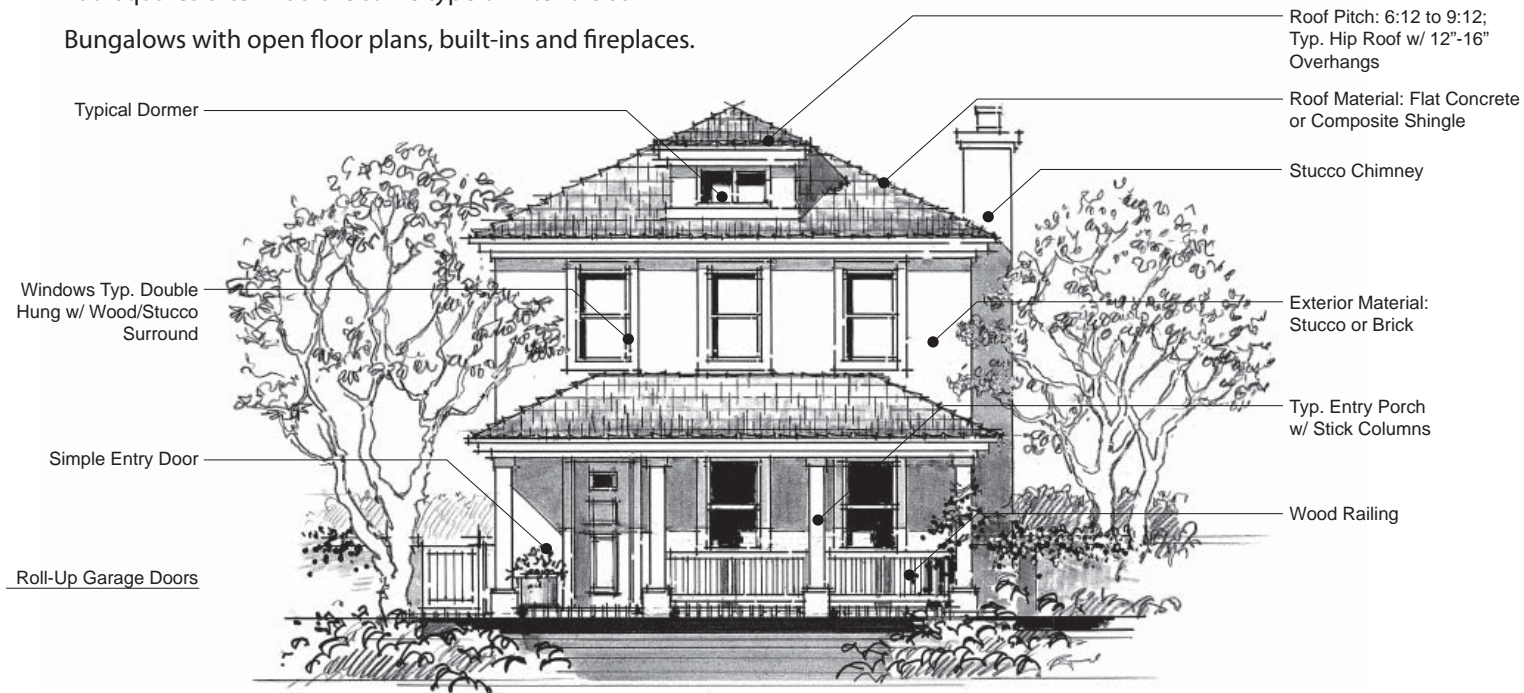 Bungalows with open floor plans, built-ins and fireplaces.
Typical Dormer
Windows Typ. Double
Hung w/ Wood/Stucco
Surround
Simple Entry Door
Roll-Up Garage Doors
Roof Pitch: 6:12 to 9:12;
Typ. Hip Roof w/ 12”-16”
Overhangs
Roof Material: Flat Concrete
or Composite Shingle
Stucco Chimney
Exterior Material:
Stucco or Brick
Typ. Entry Porch
w/ Stick Columns
Wood Railing